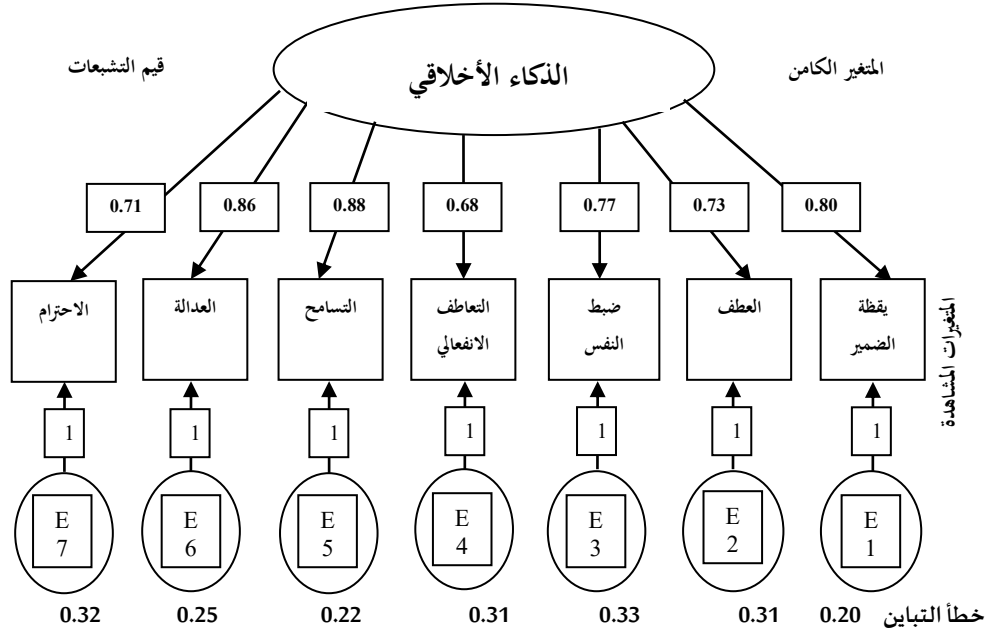 الذكاء الأخلاقي
المتغير الكامن
قيم التشبعات
0.80
0.73
0.77
0.68
0.88
0.86
0.71
يقظة
الضمير
العطف
ضبط
النفس
التعاطف
الانفعالي
التسامح
العدالة
الاحترام
المتغيرات المشاهدة
1
1
1
1
1
1
1
E
1
E
2
E
3
E
4
E
5
E
6
E
7
خطأ التباين
0.20
0.31
0.33
0.31
0.22
0.25
0.32